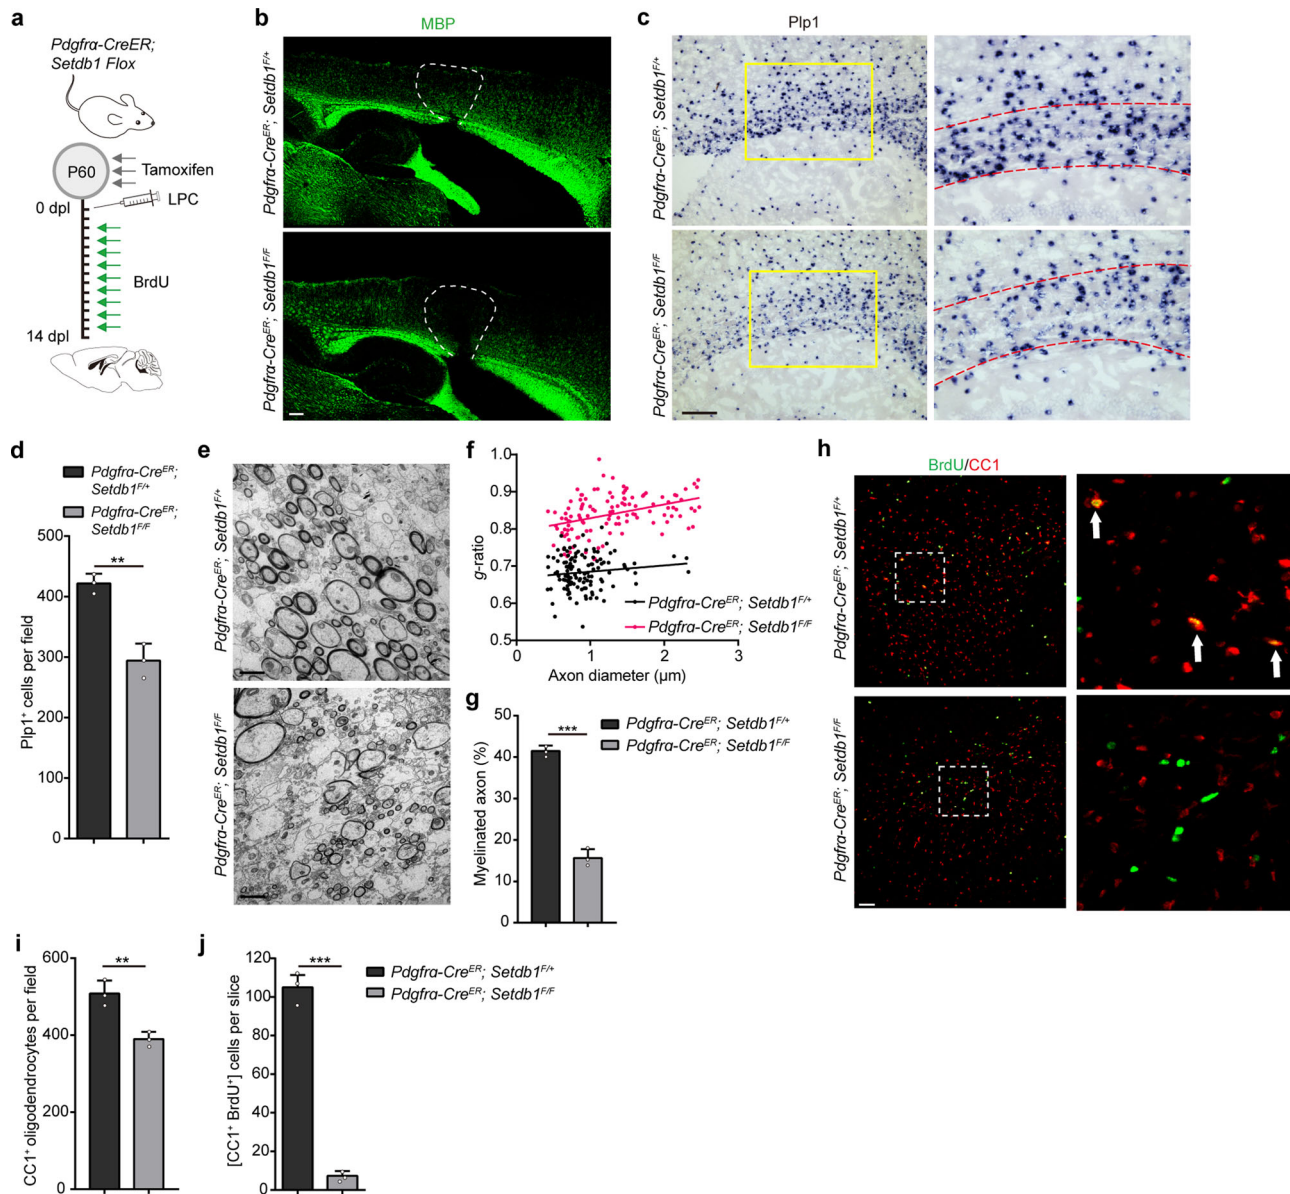 a
Pdgfrα-CreER;
Setdb1 Flox
P60
Tamoxifen
LPC
0 dpl
BrdU
14 dpl
b
MBP
Pdgfrα-CreER; Setdb1F/+
Pdgfrα-CreER; Setdb1F/F
c
Plp1
Pdgfrα-CreER; Setdb1F/+
Pdgfrα-CreER; Setdb1F/F
d
Pdgfrα-CreER;
Setdb1F/+
Pdgfrα-CreER;
Setdb1F/F
Plp1+ cells per field
500
400
300
200
100
0
**
e
Pdgfrα-CreER; Setdb1F/+
Pdgfrα-CreER; Setdb1F/F
f
g-ratio
1.0
0.9
0.8
0.7
0.6
0.5
Pdgfrα-CreER; Setdb1F/+
Pdgfrα-CreER; Setdb1F/F
0 1 2 3
Axon diameter (µm)
g
Myelinated axon (%)
50
40
30
20
10
0
***
Pdgfrα-CreER; Setdb1F/+
Pdgfrα-CreER; Setdb1F/F
h
BrdU/CC1
Pdgfrα-CreER; Setdb1F/+
Pdgfrα-CreER; Setdb1F/F
i
CC1+ oligodendrocytes per field
600
400
200
0
**
j
[CC1+ BrdU+] cells per slice
120
100
80
60
40
20
0
***
Pdgfrα-CreER; Setdb1F/+
Pdgfrα-CreER; Setdb1F/F